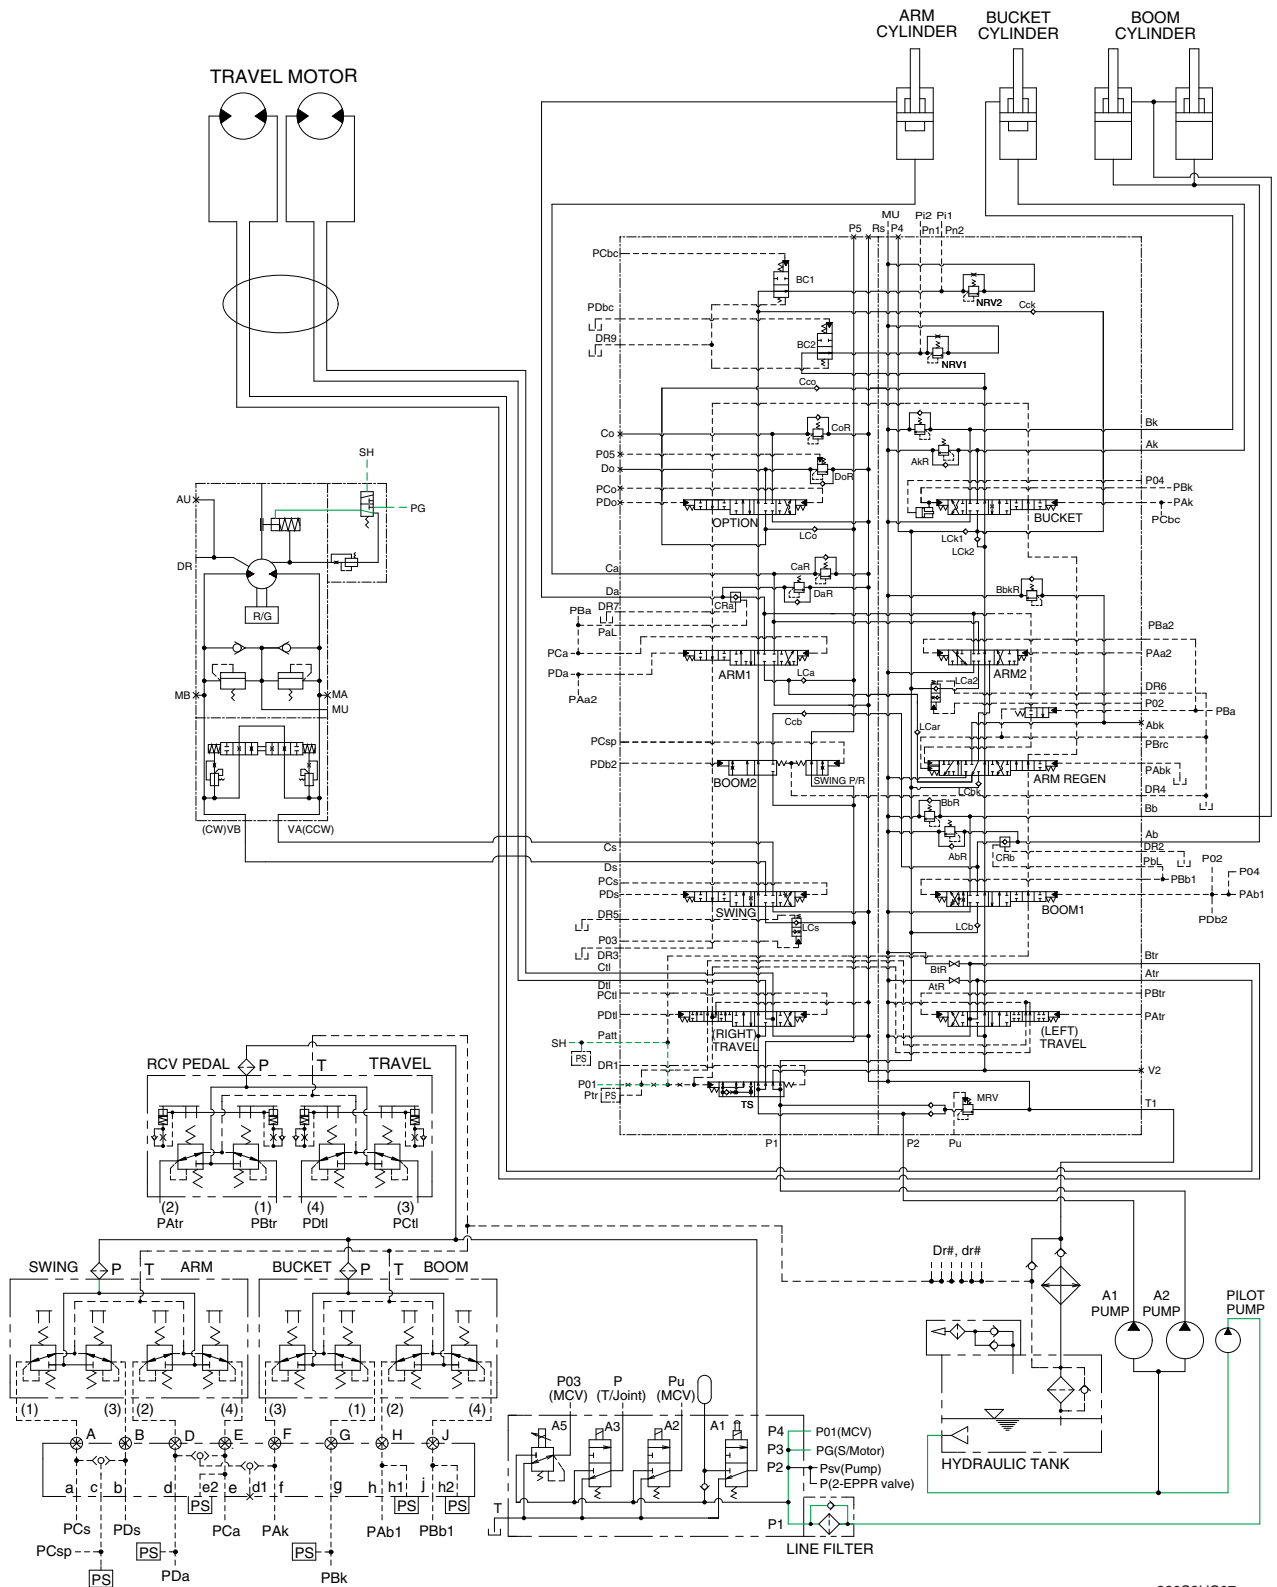 ARM
CYLINDER
BUCKET
CYLINDER
BOOM
CYLINDER
TRAVEL MOTOR
MU
Pi2 Pi1
P5 Rs P4
Pn1 Pn2
PCbc
BC1
NRV2
Cck
PDbc
DR9
BC2
NRV1
Cco
Co
CoR
Bk
Ak
P05
AkR
Do
DoR
P04
PCo
PBk
PDo
PAk
OPTION
BUCKET
PCbc
LCo
LCk1
LCk2
SH
AU
PG
DR
R/G
MB
MA
MU
(CW)VB
VA(CCW)
Ca
CaR
Da
DaR
CRa
BbkR
PBa
DR7
PaL
PBa2
PCa
PAa2
PDa
ARM1
LCa
ARM2
LCa2
DR6
PAa2
P02
PBa
Ccb
LCar
Abk
PCsp
PBrc
PDb2
PAbk
BOOM2
SWING P/R
ARM REGEN
LCbk
DR4
BbR
Bb
Ab
AbR
CRb
DR2
PbL
P02
P04
Cs
Ds
PCs
PDs
PBb1
PAb1
SWING
BOOM1
PDb2
DR5
LCs
LCb
P03
DR3
Ctl
BtR
Btr
Atr
Dtl
AtR
PCtl
PBtr
PDtl
PAtr
(RIGHT)
TRAVEL
(LEFT)
TRAVEL
Patt
SH
PS
DR1
P01
Ptr
PS
TS
V2
MRV
T1
P1
P2
Pu
RCV PEDAL
P
T
TRAVEL
(2)
(1)
(4)
(3)
PAtr
PBtr
PDtl
PCtl
SWING
P
T
ARM
BUCKET
P
T
BOOM
(1)
(3)
(2)
(4)
(3)
(1)
(2)
(4)
A
B
D
E
F
G
H
J
a
c
b
d
e2
e
d1
f
g
h
h1
j
h2
PS
PS
PS
PCs
PDs
PCa
PAk
PAb1
PBb1
PCsp
PS
PS
PDa
PS
PBk
P03
(MCV)
P
(T/Joint)
Pu
(MCV)
A5
A3
A2
A1
P4
P01(MCV)
P3
PG(S/Motor)
P2
Psv(Pump)
P(2-EPPR valve)
T
P1
LINE FILTER
Dr#, dr#
A1
PUMP
A2
PUMP
PILOT
PUMP
HYDRAULIC TANK